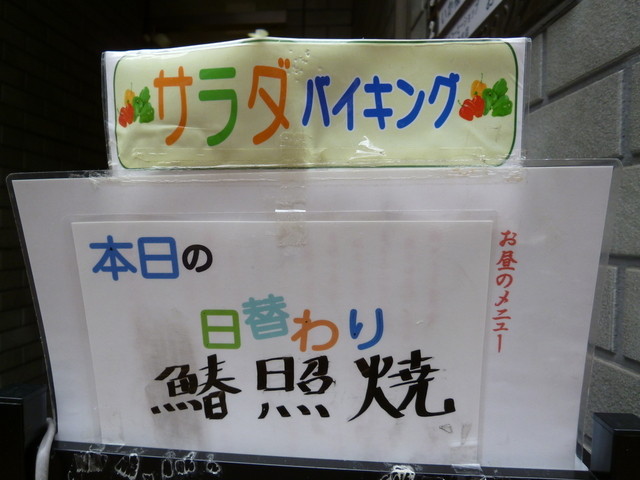 サラダバイキング
お昼のメニュー
本日の
日替わり
鰆照焼